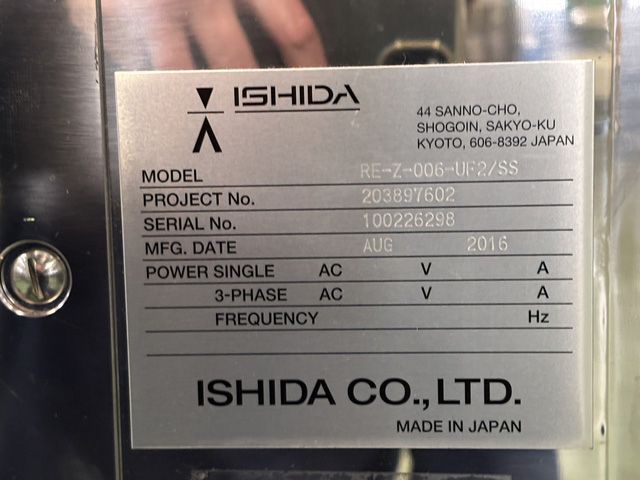 ISHIDA
44 SANNO-CHO,
SHOGOIN, SAKYO-KU
KYOTO, 606-8392 JAPAN
MODEL RE-Z-006-UF2/SS
PROJECT No. 203897602
SERIAL No. 100226298
MFG. DATE AUG 2016
POWER SINGLE AC V A
3-PHASE AC V A
FREQUENCY Hz
ISHIDA CO., LTD.
MADE IN JAPAN